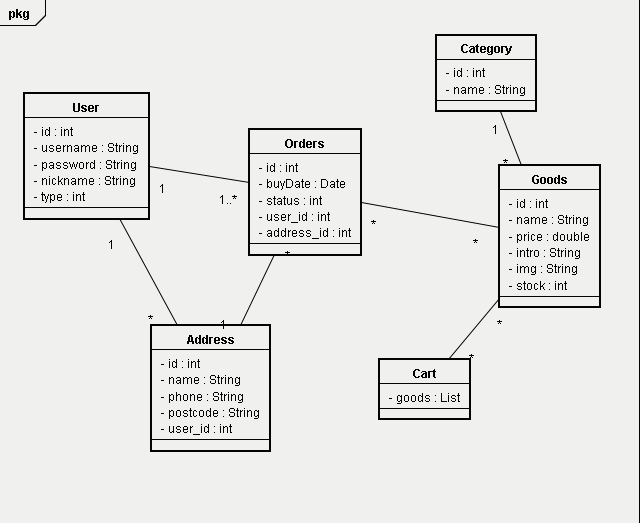 pkg
Category
- id : int
- name : String
1
*
User
- id : int
- username : String
- password : String
- nickname : String
- type : int
1
1..*
1
*
Orders
- id : int
- buyDate : Date
- status : int
- user_id : int
- address_id : int
*
*
*
1
Goods
- id : int
- name : String
- price : double
- intro : String
- img : String
- stock : int
*
*
Address
- id : int
- name : String
- phone : String
- postcode : String
- user_id : int
Cart
- goods : List